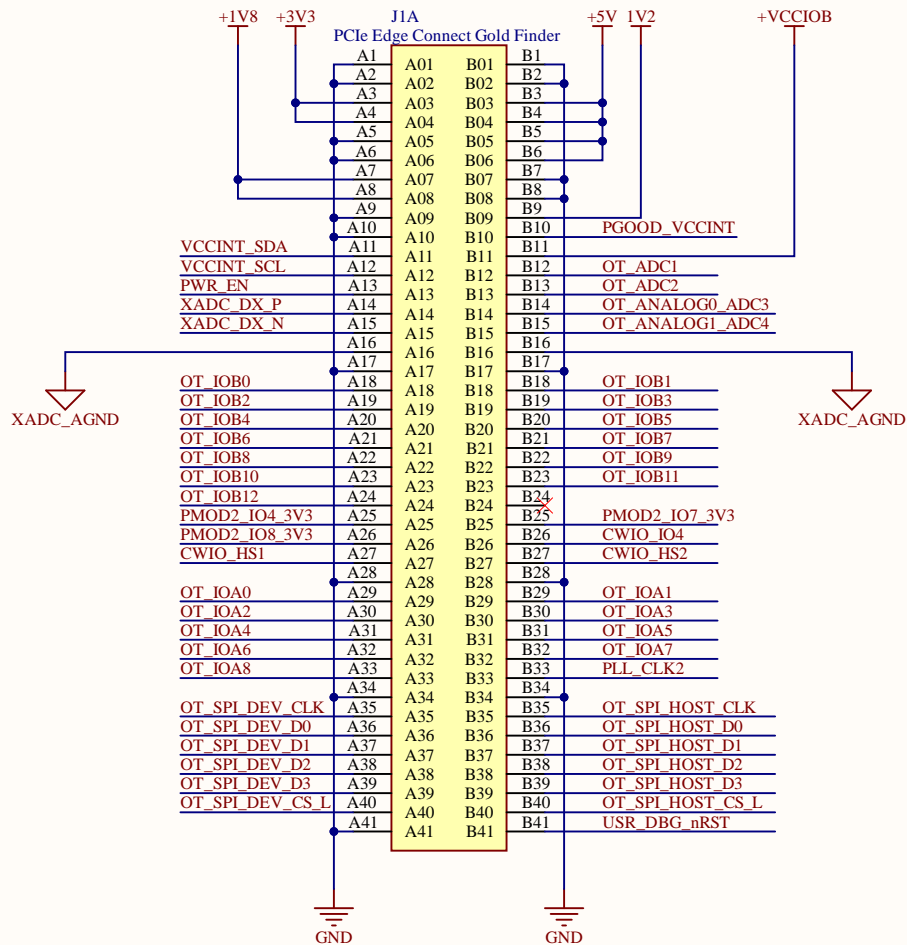 +1V8 +3V3 J1A +5V 1V2 +VCCIOB
PCIe Edge Connect Gold Finder
A1 A01 B01 B1
A2 A02 B02 B2
A3 A03 B03 B3
A4 A04 B04 B4
A5 A05 B05 B5
A6 A06 B06 B6
A7 A07 B07 B7
A8 A08 B08 B8
A9 A09 B09 B9
A10 A10 B10 B10 PGOOD_VCCINT
VCCINT_SDA A11 A11 B11 B11
VCCINT_SCL A12 A12 B12 B12 OT_ADC1
PWR_EN A13 A13 B13 B13 OT_ADC2
XADC_DX_P A14 A14 B14 B14 OT_ANALOG0_ADC3
XADC_DX_N A15 A15 B15 B15 OT_ANALOG1_ADC4
A16 A16 B16 B16
A17 A17 B17 B17
OT_IOB0 A18 A18 B18 B18 OT_IOB1
OT_IOB2 A19 A19 B19 B19 OT_IOB3
XADC_AGND OT_IOB4 A20 A20 B20 B20 OT_IOB5 XADC_AGND
OT_IOB6 A21 A21 B21 B21 OT_IOB7
OT_IOB8 A22 A22 B22 B22 OT_IOB9
OT_IOB10 A23 A23 B23 B23 OT_IOB11
OT_IOB12 A24 A24 B24 B24
PMOD2_IO4_3V3 A25 A25 B25 B25 PMOD2_IO7_3V3
PMOD2_IO8_3V3 A26 A26 B26 B26 CWIO_IO4
CWIO_HS1 A27 A27 B27 B27 CWIO_HS2
A28 A28 B28 B28
OT_IOA0 A29 A29 B29 B29 OT_IOA1
OT_IOA2 A30 A30 B30 B30 OT_IOA3
OT_IOA4 A31 A31 B31 B31 OT_IOA5
OT_IOA6 A32 A32 B32 B32 OT_IOA7
OT_IOA8 A33 A33 B33 B33 PLL_CLK2
A34 A34 B34 B34
OT_SPI_DEV_CLK A35 A35 B35 B35 OT_SPI_HOST_CLK
OT_SPI_DEV_D0 A36 A36 B36 B36 OT_SPI_HOST_D0
OT_SPI_DEV_D1 A37 A37 B37 B37 OT_SPI_HOST_D1
OT_SPI_DEV_D2 A38 A38 B38 B38 OT_SPI_HOST_D2
OT_SPI_DEV_D3 A39 A39 B39 B39 OT_SPI_HOST_D3
OT_SPI_DEV_CS_L A40 A40 B40 B40 OT_SPI_HOST_CS_L
A41 A41 B41 B41 USR_DBG_nRST
GND GND